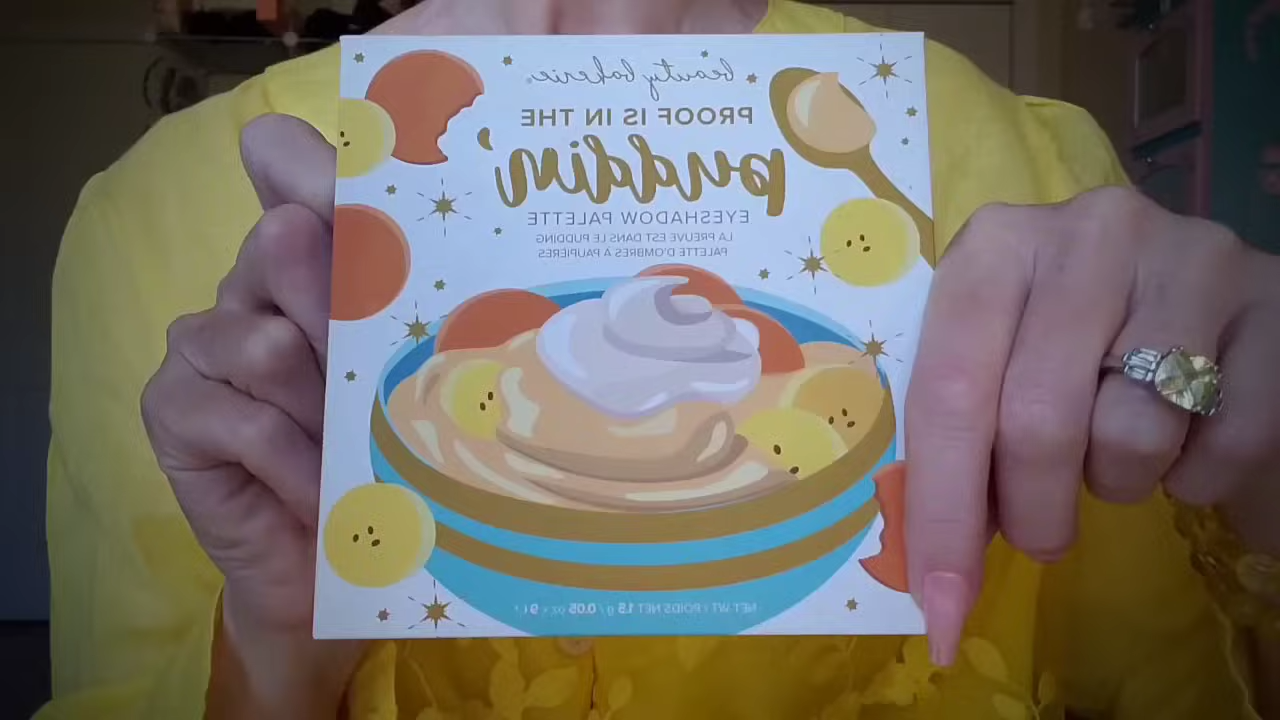 beauty bakerie
PROOF IS IN THE
puddin'
EYESHADOW PALETTE
LA PREUVE EST DANS LE PUDDING
PALETTE D'OMBRES À PAUPIÈRES
NET WT / POIDS NET 1.5 g / 0.05 oz x 9